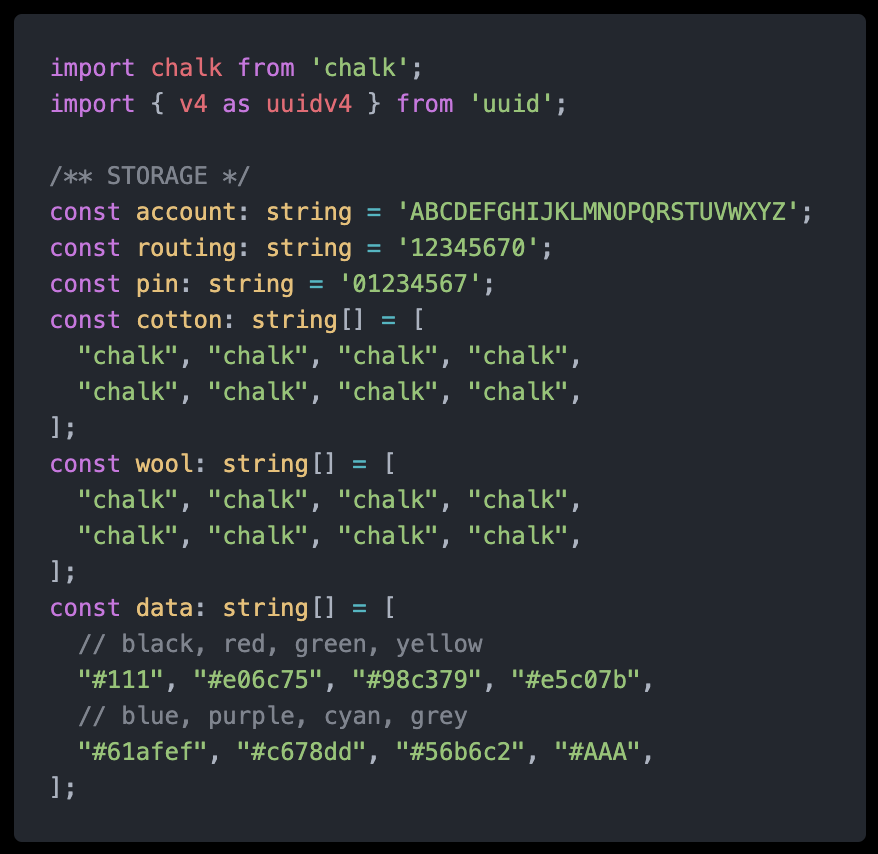 import chalk from 'chalk';
import { v4 as uuidv4 } from 'uuid';
/** STORAGE */
const account: string = 'ABCDEFGHIJKLMNOPQRSTUVWXYZ';
const routing: string = '12345670';
const pin: string = '01234567';
const cotton: string[] = [
  "chalk", "chalk", "chalk", "chalk",
  "chalk", "chalk", "chalk", "chalk",
];
const wool: string[] = [
  "chalk", "chalk", "chalk", "chalk",
  "chalk", "chalk", "chalk", "chalk",
];
const data: string[] = [
  // black, red, green, yellow
  "#111", "#e06c75", "#98c379", "#e5c07b",
  // blue, purple, cyan, grey
  "#61afef", "#c678dd", "#56b6c2", "#AAA",
];